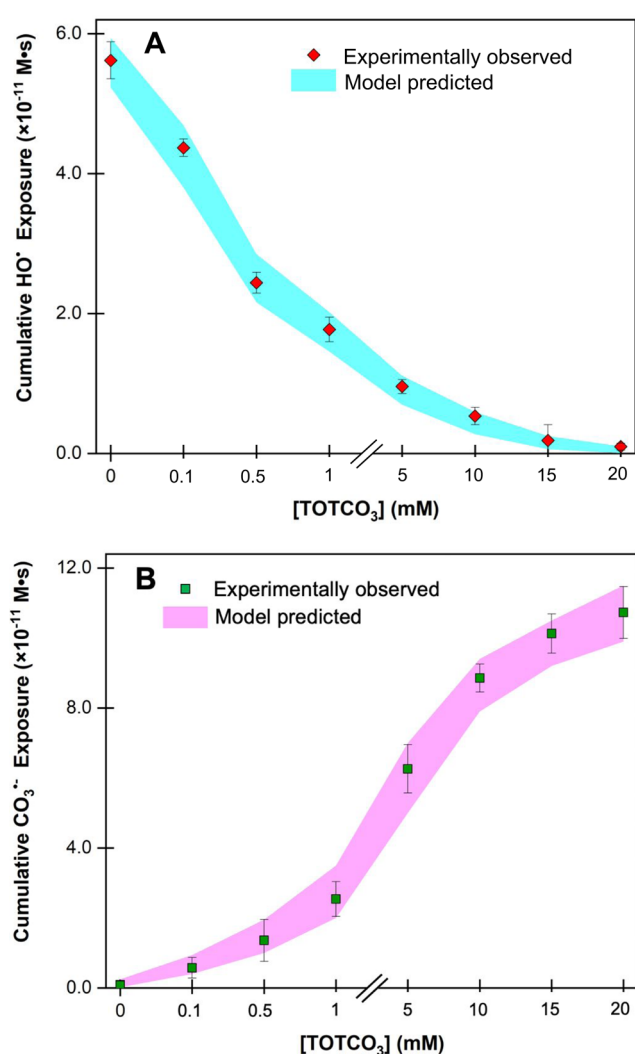 A
Experimentally observed
Model predicted
Cumulative HO• Exposure (×10⁻¹¹ M•s)
6.0
4.0
2.0
0.0
0 0.1 0.5 1 5 10 15 20
[TOTCO₃] (mM)
B
Experimentally observed
Model predicted
Cumulative CO₃•⁻ Exposure (×10⁻¹¹ M•s)
12.0
8.0
4.0
0.0
0 0.1 0.5 1 5 10 15 20
[TOTCO₃] (mM)